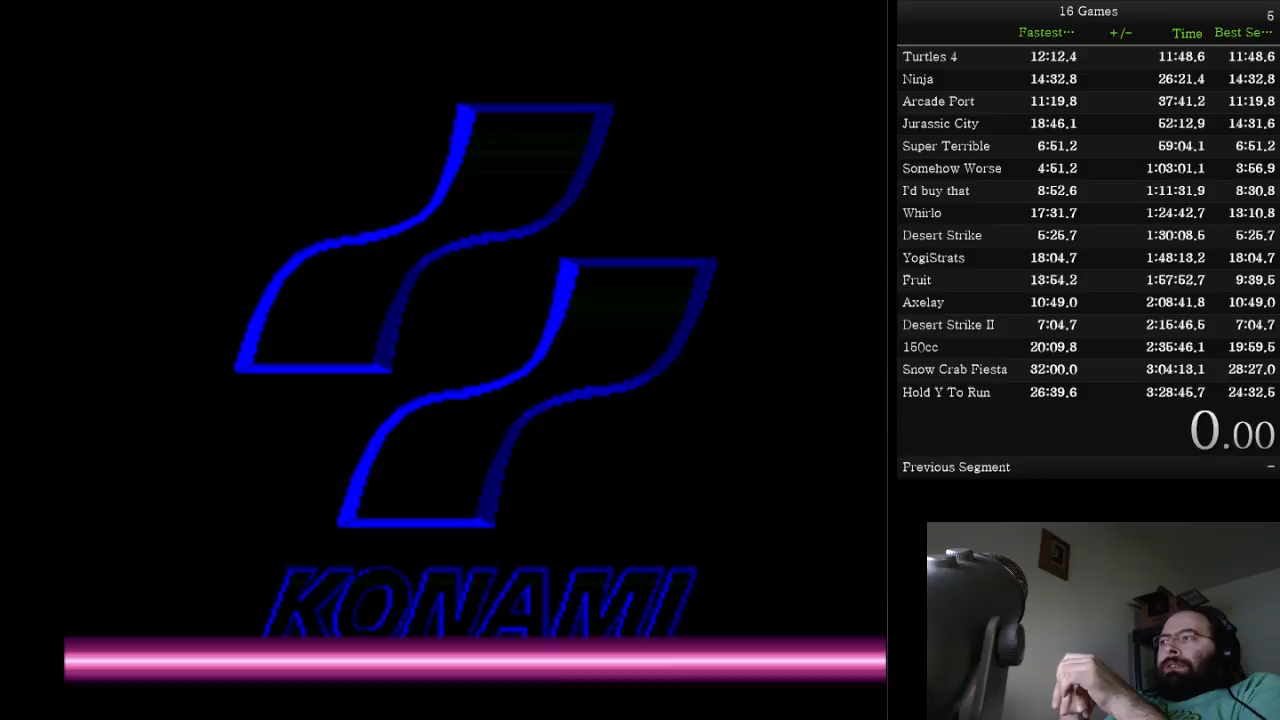 16 Games
5
Fastest… +/- Time Best Se…
Turtles 4 12:12.4 11:48.6 11:48.6
Ninja 14:32.8 26:21.4 14:32.8
Arcade Port 11:19.8 37:41.2 11:19.8
Jurassic City 18:46.1 52:12.9 14:31.6
Super Terrible 6:51.2 59:04.1 6:51.2
Somehow Worse 4:51.2 1:03:01.1 3:56.9
I'd buy that 8:52.6 1:11:31.9 8:30.8
Whirlo 17:31.7 1:24:42.7 13:10.8
Desert Strike 5:25.7 1:30:08.5 5:25.7
YogiStrats 18:04.7 1:48:13.2 18:04.7
Fruit 13:54.2 1:57:52.7 9:39.5
Axelay 10:49.0 2:08:41.8 10:49.0
Desert Strike II 7:04.7 2:15:46.5 7:04.7
150cc 20:09.8 2:35:46.1 19:59.5
Snow Crab Fiesta 32:00.0 3:04:13.1 28:27.0
Hold Y To Run 26:39.6 3:28:45.7 24:32.5
0.00
Previous Segment –
KONAMI